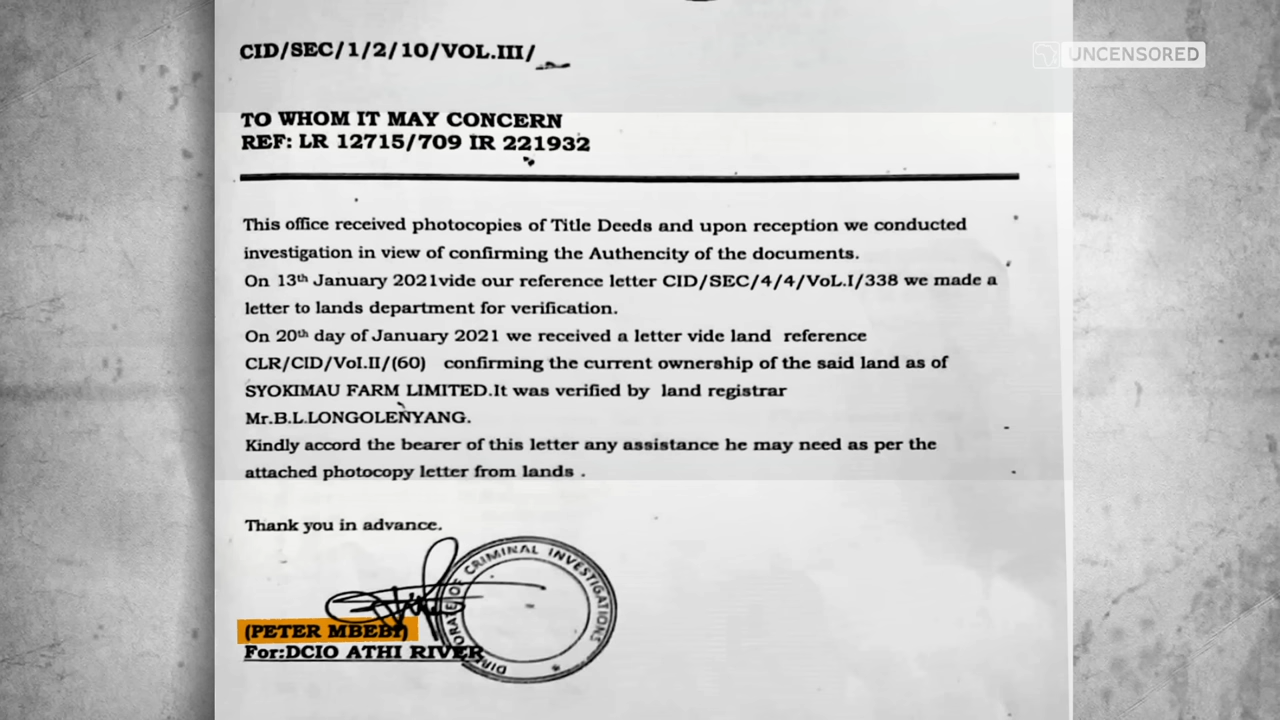 UNCENSORED
CID/SEC/1/2/10/VOL.III/
TO WHOM IT MAY CONCERN
REF: LR 12715/709 IR 221932
This office received photocopies of Title Deeds and upon reception we conducted
investigation in view of confirming the Authencity of the documents.
On 13th January 2021vide our reference letter CID/SEC/4/4/VoL.I/338 we made a
letter to lands department for verification.
On 20th day of January 2021 we received a letter vide land reference
CLR/CID/VoI.II/(60) confirming the current ownership of the said land as of
SYOKIMAU FARM LIMITED.It was verified by land registrar
Mr.B.L.LONGOLENYANG.
Kindly accord the bearer of this letter any assistance he may need as per the
attached photocopy letter from lands .
Thank you in advance.
(PETER MBEBI)
For:DCIO ATHI RIVER
DIRECTORATE OF CRIMINAL INVESTIGATIONS